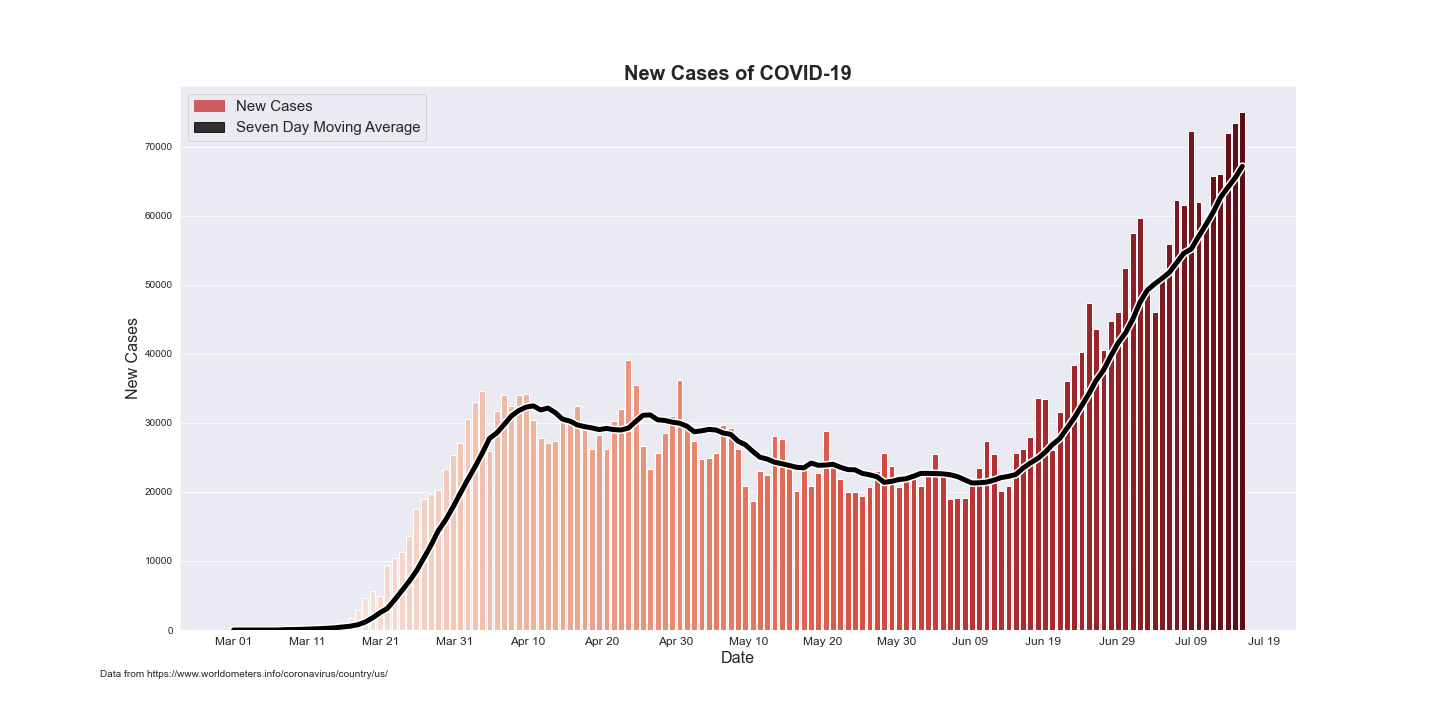 New Cases of COVID-19
New Cases
Seven Day Moving Average
70000
60000
50000
40000
30000
20000
10000
0
New Cases
Mar 01 Mar 11 Mar 21 Mar 31 Apr 10 Apr 20 Apr 30 May 10 May 20 May 30 Jun 09 Jun 19 Jun 29 Jul 09 Jul 19
Date
Data from https://www.worldometers.info/coronavirus/country/us/